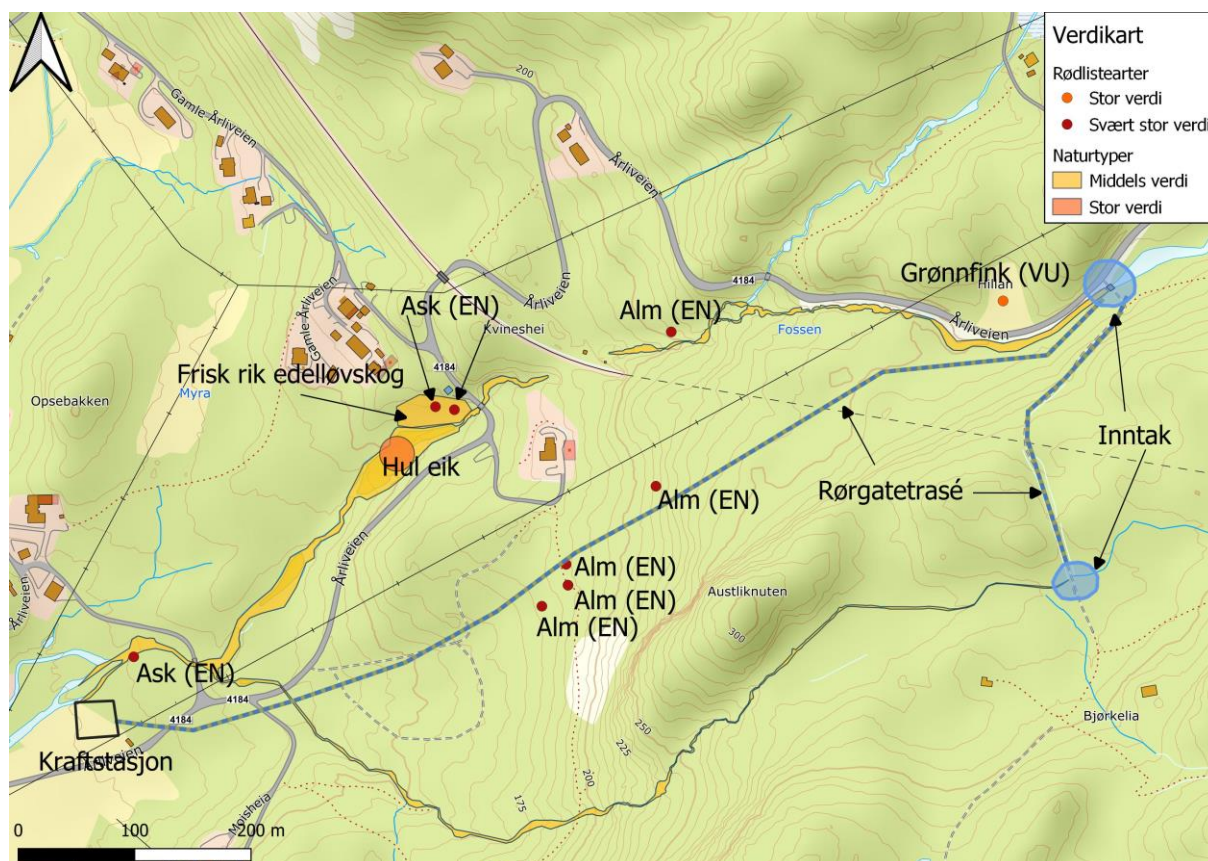 Verdikart
Rødlistearter
Stor verdi
Svært stor verdi
Naturtyper
Middels verdi
Stor verdi
200
Gamle Årliveien
Årliveien
4184
Grønnfink (VU)
Årliveien
Gamle Årliveien
Ask (EN)
Kvineshei
Alm (EN)
Fossen
Årliveien
4184
Frisk rik edelløvskog
Myra
Opsebakken
Hul eik
Inntak
Alm (EN)
Rørgatetrasé
Årliveien
Alm (EN)
Alm (EN)
Alm (EN)
Austliknuten
300
Årliveien
Ask (EN)
4184
4184
Kraftstasjon
Moisheia
250
225
200
175
Bjørkelia
0 100 200 m